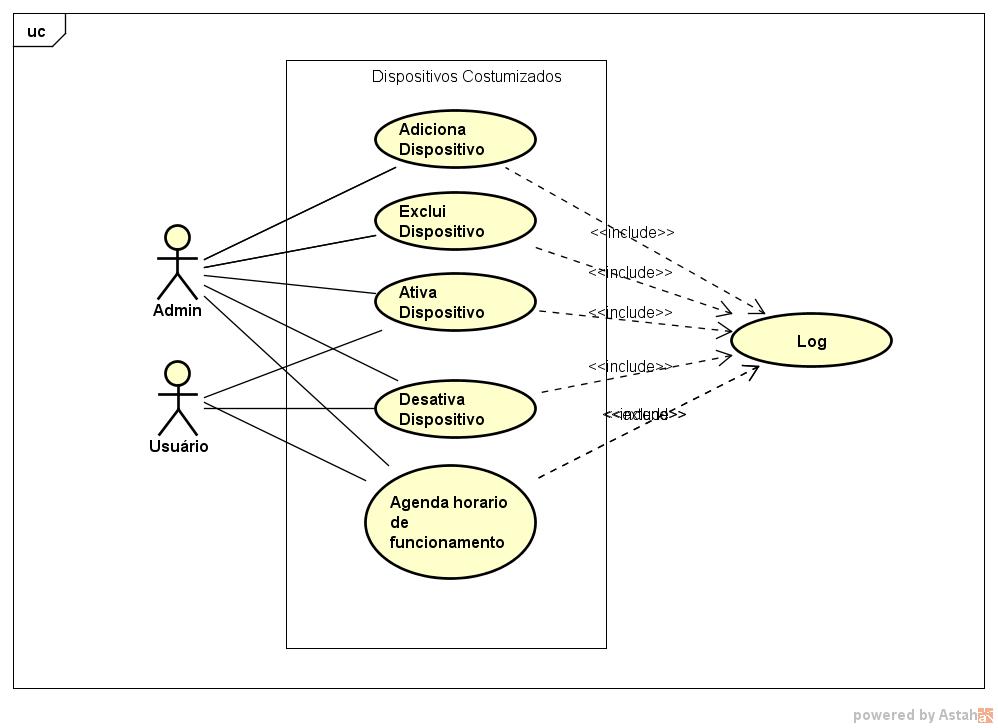 uc
Dispositivos Costumizados
Adiciona
Dispositivo
Exclui
Dispositivo
<<include>>
<<include>>
Admin
Ativa
Dispositivo
<<include>>
Log
<<include>>
Usuário
Desativa
Dispositivo
<<include>>
<<extend>>
Agenda horario
de
funcionamento
powered by Astah